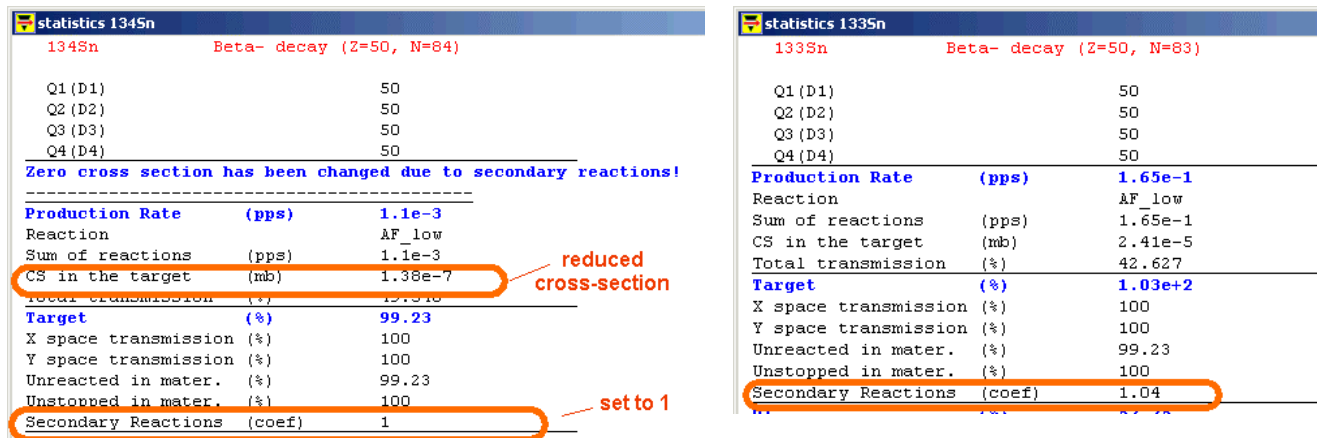 statistics 134Sn
134Sn Beta- decay (Z=50, N=84)
Q1(D1) 50
Q2(D2) 50
Q3(D3) 50
Q4(D4) 50
Zero cross section has been changed due to secondary reactions!
--------------------------------------------
Production Rate (pps) 1.1e-3
Reaction AF_low
Sum of reactions (pps) 1.1e-3
CS in the target (mb) 1.38e-7
reduced
cross-section
Total transmission (%)
Target (%) 99.23
X space transmission (%) 100
Y space transmission (%) 100
Unreacted in mater. (%) 99.23
Unstopped in mater. (%) 100
Secondary Reactions (coef) 1
set to 1
statistics 133Sn
133Sn Beta- decay (Z=50, N=83)
Q1(D1) 50
Q2(D2) 50
Q3(D3) 50
Q4(D4) 50
Production Rate (pps) 1.65e-1
Reaction AF_low
Sum of reactions (pps) 1.65e-1
CS in the target (mb) 2.41e-5
Total transmission (%) 42.627
Target (%) 1.03e+2
X space transmission (%) 100
Y space transmission (%) 100
Unreacted in mater. (%) 99.23
Unstopped in mater. (%) 100
Secondary Reactions (coef) 1.04